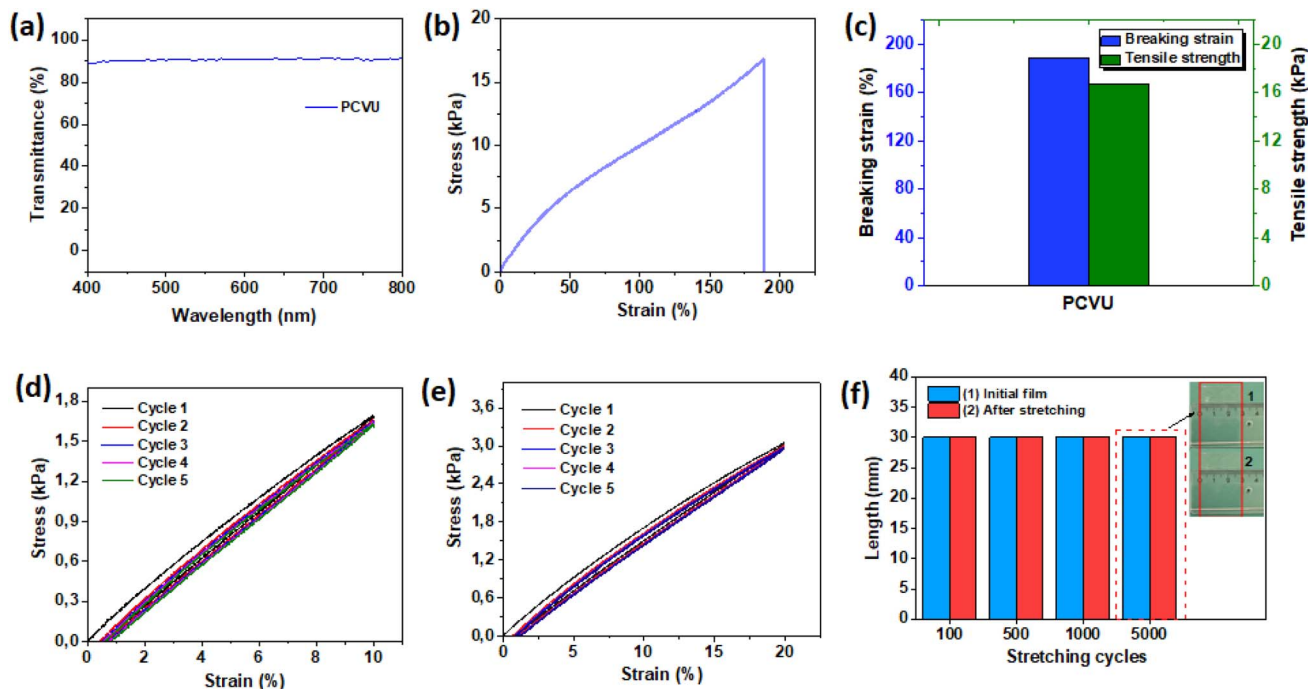 (a)
Transmittance (%)
100
80
60
40
20
0
PCVU
400
500
600
700
800
Wavelength (nm)
(b)
Stress (kPa)
20
15
10
5
0
0
50
100
150
200
Strain (%)
(c)
Breaking strain (%)
200
160
120
80
40
0
Breaking strain
Tensile strength
20
16
12
8
4
0
Tensile strength (kPa)
PCVU
(d)
Stress (kPa)
1,8
1,5
1,2
0,9
0,6
0,3
0,0
Cycle 1
Cycle 2
Cycle 3
Cycle 4
Cycle 5
0
2
4
6
8
10
Strain (%)
(e)
Stress (kPa)
3,6
3,0
2,4
1,8
1,2
0,6
0,0
Cycle 1
Cycle 2
Cycle 3
Cycle 4
Cycle 5
0
5
10
15
20
Strain (%)
(f)
Length (mm)
40
35
30
25
20
15
10
5
0
(1) Initial film
(2) After stretching
1
2
100
500
1000
5000
Stretching cycles